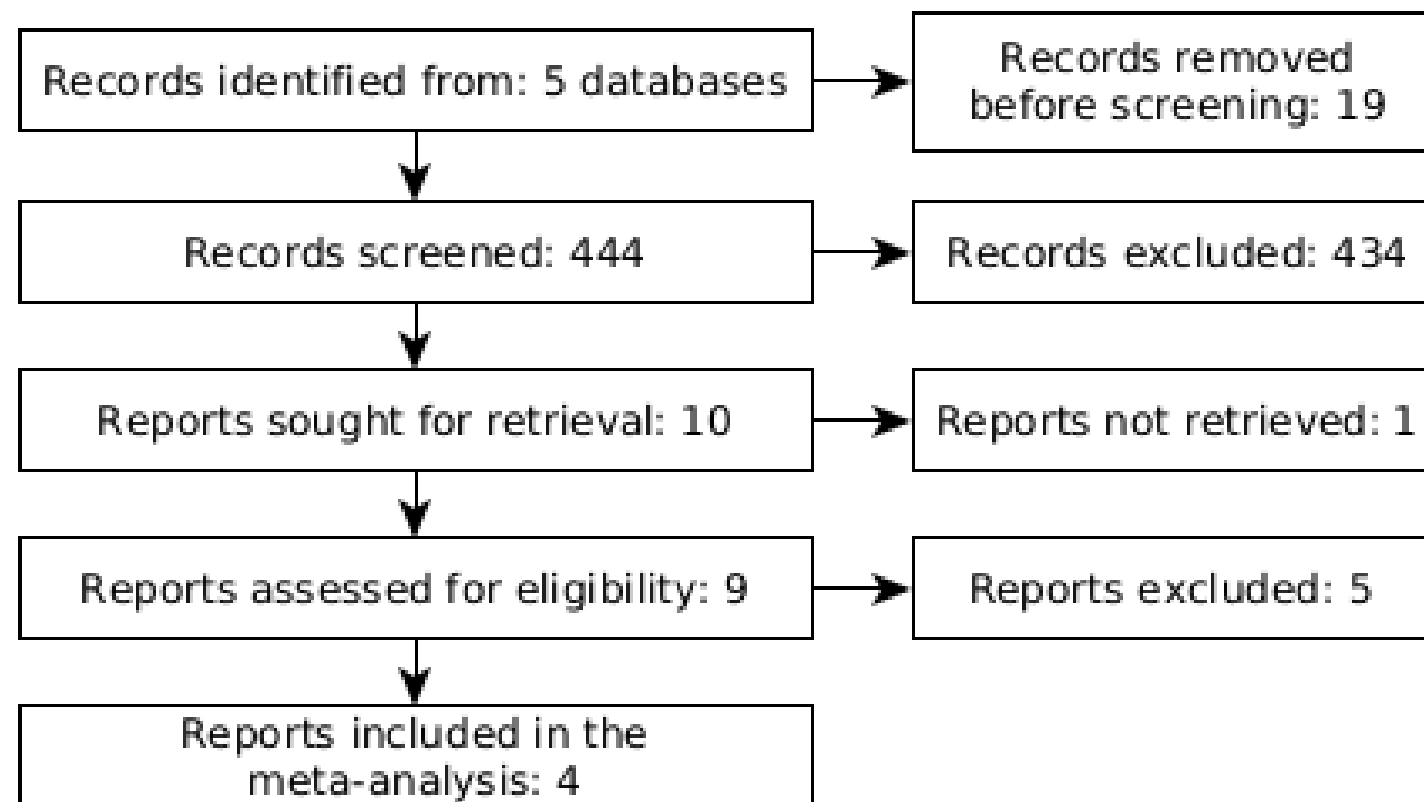 Records identified from: 5 databases
Records removed
before screening: 19
Records screened: 444
Records excluded: 434
Reports sought for retrieval: 10
Reports not retrieved: 1
Reports assessed for eligibility: 9
Reports excluded: 5
Reports included in the
meta-analysis: 4